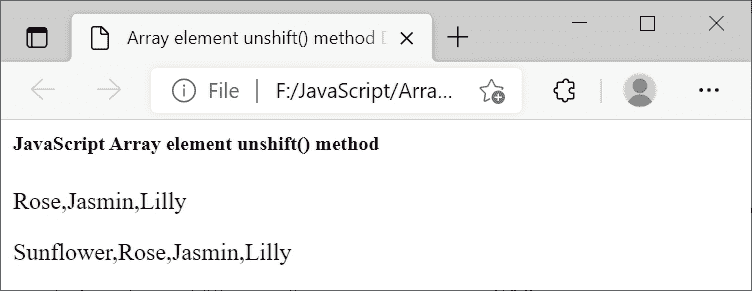 Array element unshift() method
File
F:/JavaScript/Arra...
JavaScript Array element unshift() method
Rose,Jasmin,Lilly
Sunflower,Rose,Jasmin,Lilly